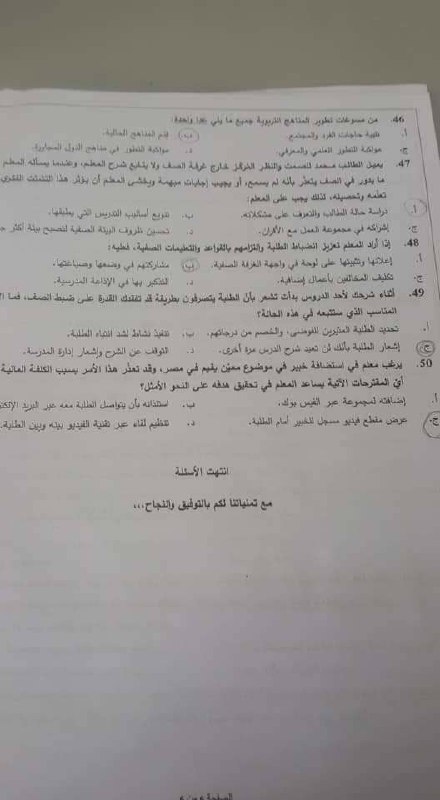 46. من مسوغات تطوير المناهج التربوية جميع ما يلي عدا واحدة:
أ. تلبية حاجات الفرد والمجتمع. ب. قدم المناهج الحالية.
ج. مواكبة التطور العلمي والمعرفي. د. مواكبة التطور في مناهج الدول المجاورة.
47. يميل الطالب محمد للصمت والنظر المركز خارج غرفة الصف ولا يتابع شرح المعلم، وعندما يسأله المعلم
ما يدور في الصف يتعذر بأنه لم يسمع، أو يجيب إجابات مبهمة ويخشى المعلم أن يؤثر هذا التشتت الفكري
تعلمه وتحصيله، لذلك يجب على المعلم:
أ. دراسة حالة الطالب والتعرف على مشكلاته. ب. تنويع أساليب التدريس التي يطبقها.
ج. إشراكه في مجموعة العمل مع الأقران. د. تحسين ظروف البيئة الصفية لتصبح بيئة أكثر
48. إذا أراد المعلم تعزيز انضباط الطلبة والتزامهم بالقواعد والتعليمات الصفية، فعليه:
أ. إعلانها وتثبيتها على لوحة في واجهة الغرفة الصفية. ب. مشاركتهم في وضعها وصياغتها.
ج. تكليف المخالفين بأعمال إضافية. د. التذكير بها في الإذاعة المدرسية.
49. أثناء شرحك لأحد الدروس بدأت تشعر بأن الطلبة يتصرفون بطريقة قد تفقدك القدرة على ضبط الصف، فما
المناسب الذي ستتبعه في هذه الحالة؟
أ. تحديد الطلبة المثيرين للفوضى، والخصم من درجاتهم. ب. تنفيذ نشاط لشد انتباه الطلبة.
ج. إشعار الطلبة بأنك لن تعيد شرح الدرس مرة أخرى. د. التوقف عن الشرح وإشعار إدارة المدرسة.
50. يرغب معلم في استضافة خبير في موضوع معين يقيم في مصر، وقد تعذر هذا الأمر بسبب الكلفة المالية
أيّ المقترحات الآتية يساعد المعلم في تحقيق هدفه على النحو الأمثل؟
أ. إضافته لمجموعة عبر الفيس بوك. ب. استئذانه بأن يتواصل الطلبة معه عبر البريد
ج. عرض مقطع فيديو مسجل للخبير أمام الطلبة. د. تنظيم لقاء عبر تقنية الفيديو بينه وبين الطلبة.
انتهت الأسئلة
مع تمنياتنا لكم بالتوفيق والنجاح،،،